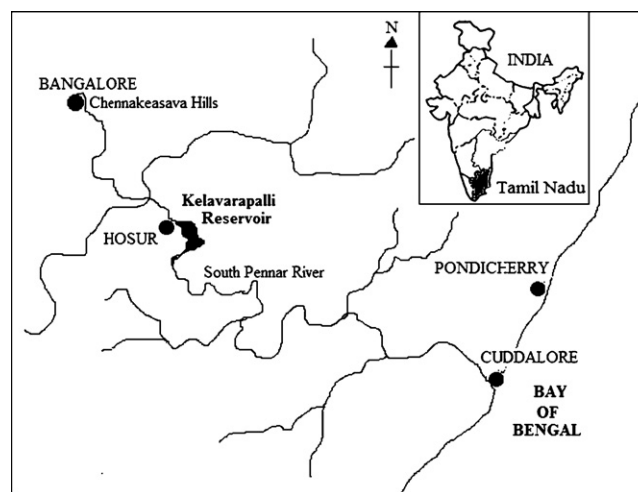 N
INDIA
Tamil Nadu
BANGALORE
Chennakeasava Hills
Kelavarapalli
Reservoir
HOSUR
South Pennar River
PONDICHERRY
CUDDALORE
BAY
OF
BENGAL